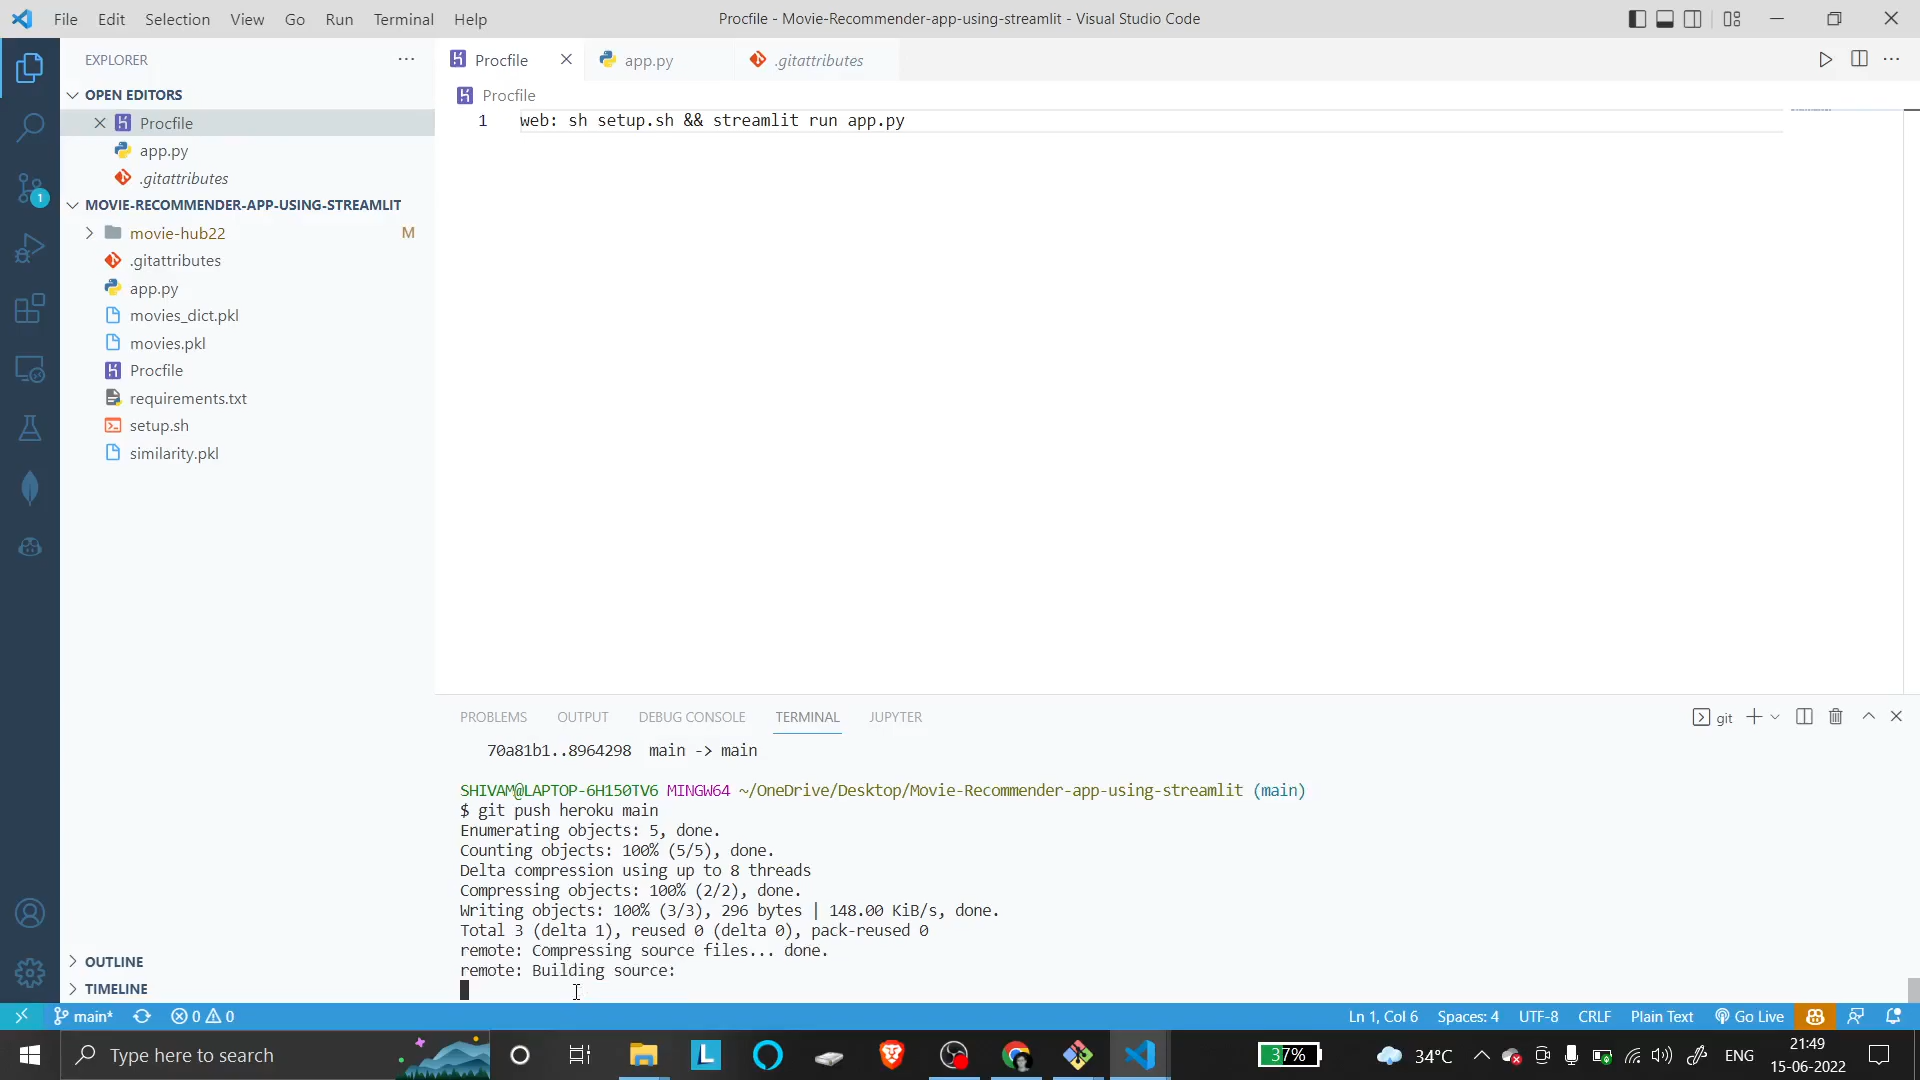 File Edit Selection View Go Run Terminal Help
Procfile - Movie-Recommender-app-using-streamlit - Visual Studio Code
EXPLORER
OPEN EDITORS
Procfile
app.py
.gitattributes
MOVIE-RECOMMENDER-APP-USING-STREAMLIT
movie-hub22 M
.gitattributes
app.py
movies_dict.pkl
movies.pkl
Procfile
requirements.txt
setup.sh
similarity.pkl
OUTLINE
TIMELINE
1
Procfile app.py .gitattributes
Procfile
1 web: sh setup.sh && streamlit run app.py
PROBLEMS OUTPUT DEBUG CONSOLE TERMINAL JUPYTER
git
70a81b1..8964298 main -> main
SHIVAM@LAPTOP-6H150TV6 MINGW64 ~/OneDrive/Desktop/Movie-Recommender-app-using-streamlit (main)
$ git push heroku main
Enumerating objects: 5, done.
Counting objects: 100% (5/5), done.
Delta compression using up to 8 threads
Compressing objects: 100% (2/2), done.
Writing objects: 100% (3/3), 296 bytes | 148.00 KiB/s, done.
Total 3 (delta 1), reused 0 (delta 0), pack-reused 0
remote: Compressing source files... done.
remote: Building source:
main* 0 0 Ln 1, Col 6 Spaces: 4 UTF-8 CRLF Plain Text Go Live
Type here to search
37% 34°C ENG
21:49
15-06-2022